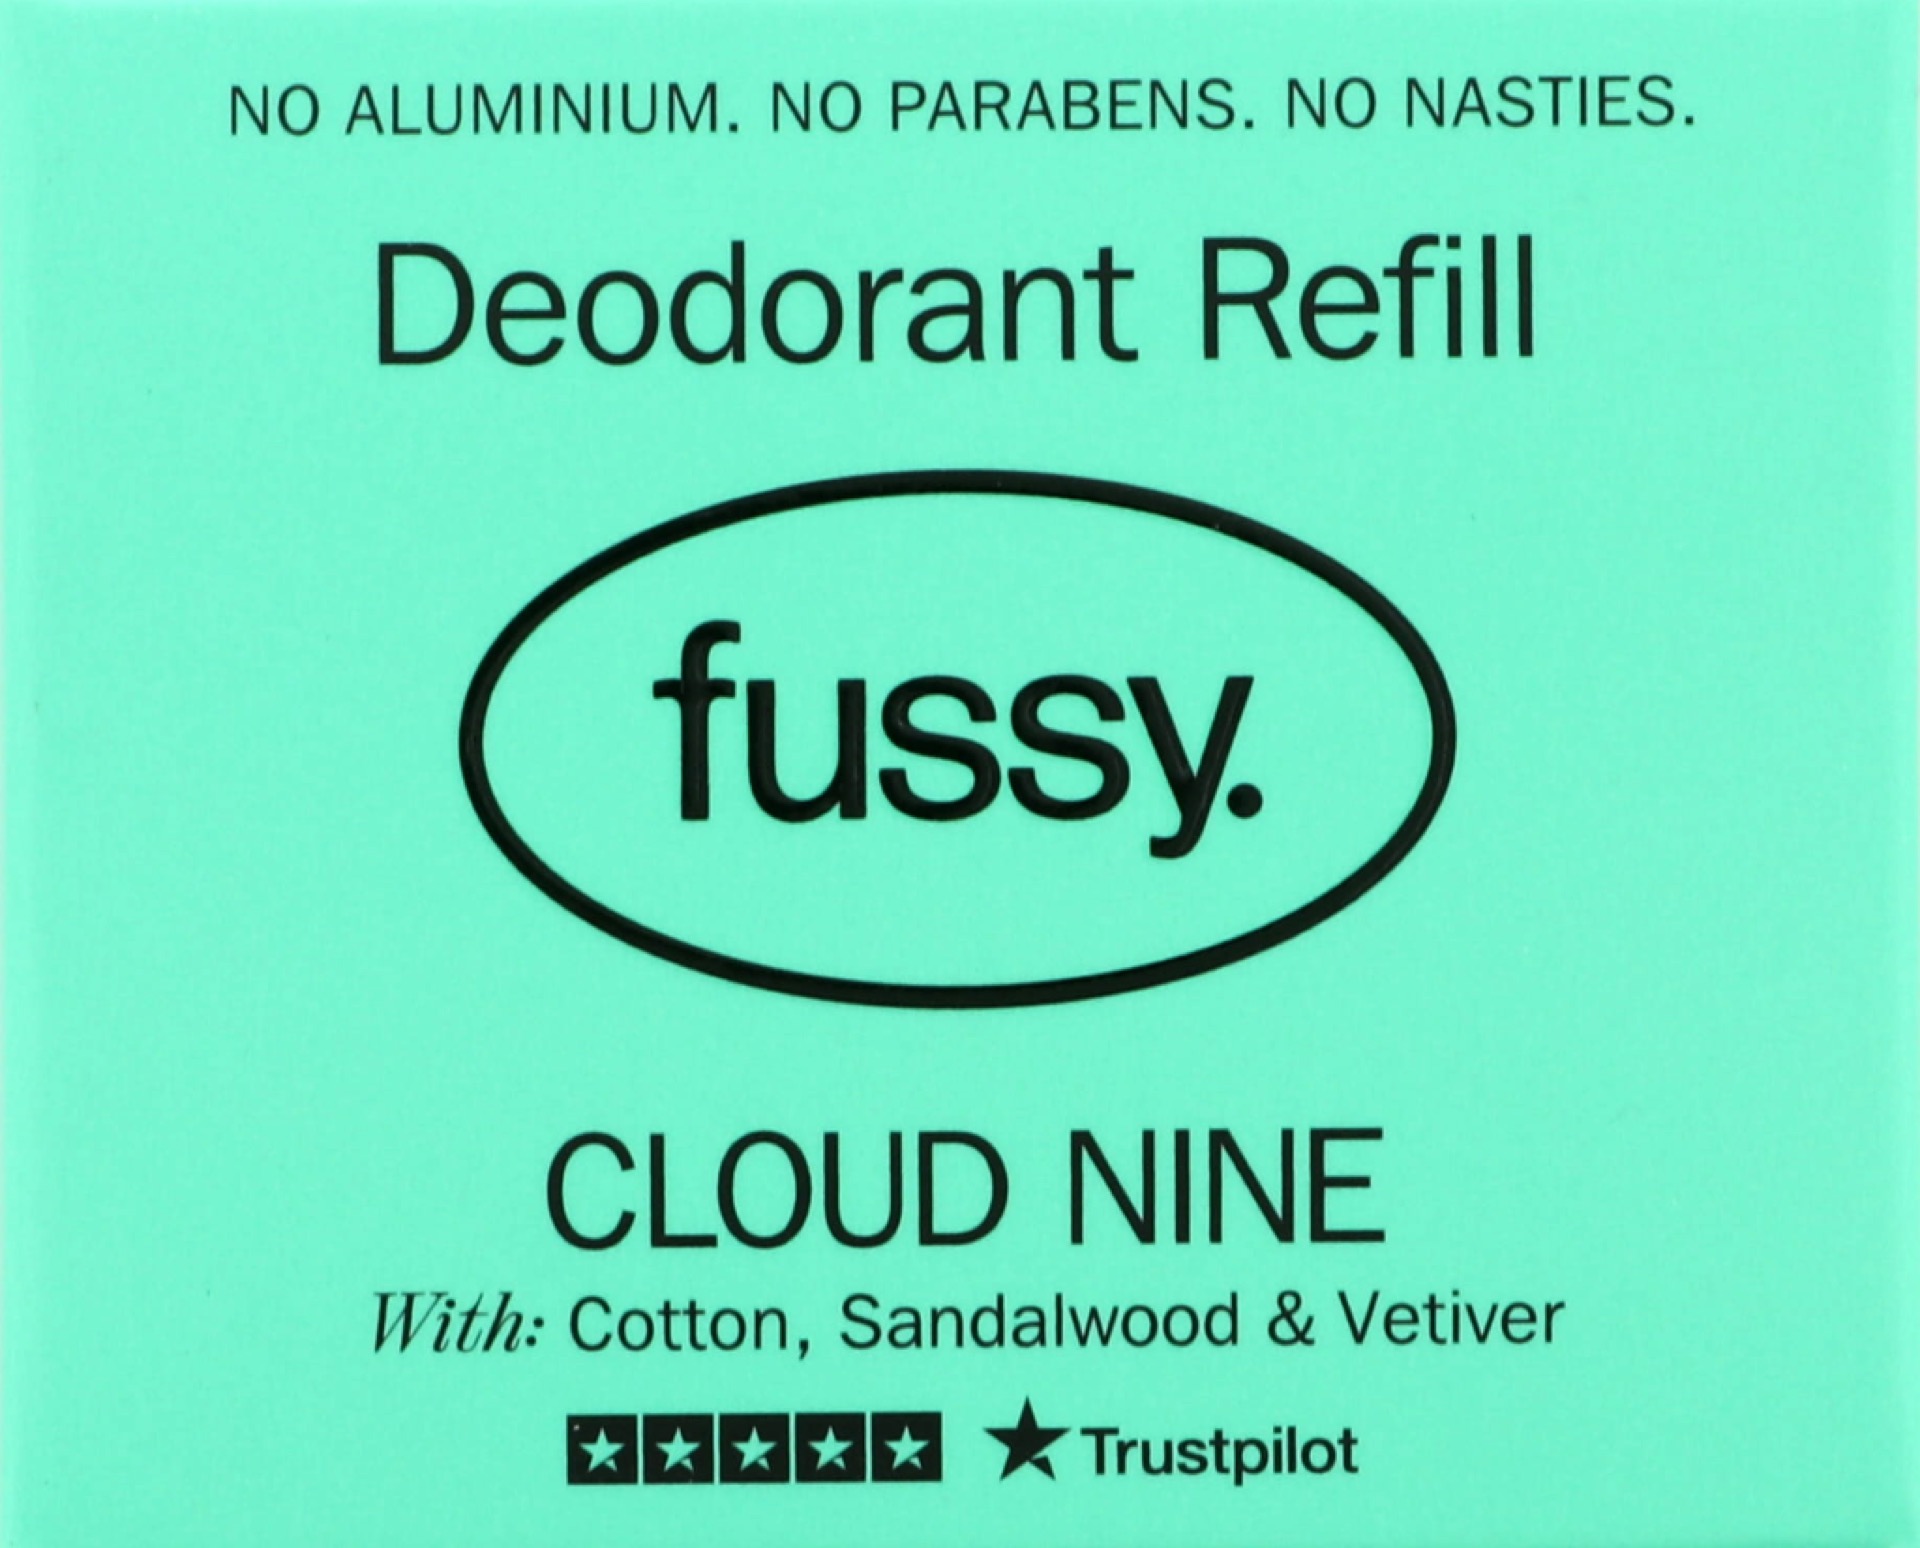 NO ALUMINIUM. NO PARABENS. NO NASTIES.
Deodorant Refill
fussy.
CLOUD NINE
With: Cotton, Sandalwood & Vetiver
Trustpilot